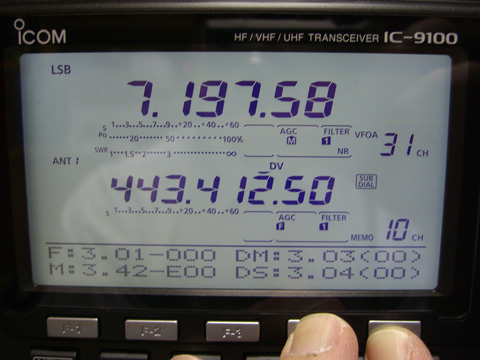 ICOM HF / VHF / UHF TRANSCEIVER IC-9100
LSB
7.197.58
S 1...3...5...7...9...+20...+40...+60
AGC FILTER VFOA 31 CH
Po 20 50 100% M 1
SWR 1 1.5 2 3 ∞ NR
ANT 1 DV
443.412.50 SUB DIAL
S 1...3...5...7...9...+20...+40...+60 AGC FILTER
F 1 MEMO 10 CH
F:3.01-000 DM:3.03(00)
M:3.42-E00 DS:3.04(00)
F-1 F-2 F-3